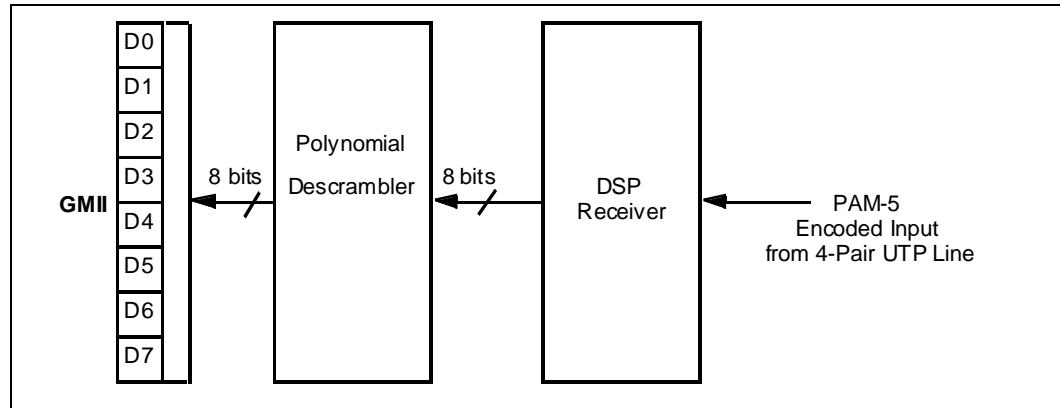 D0
D1
D2
D3
D4
D5
D6
D7
GMII
8 bits
Polynomial
Descrambler
8 bits
DSP
Receiver
PAM-5
Encoded Input
from 4-Pair UTP Line